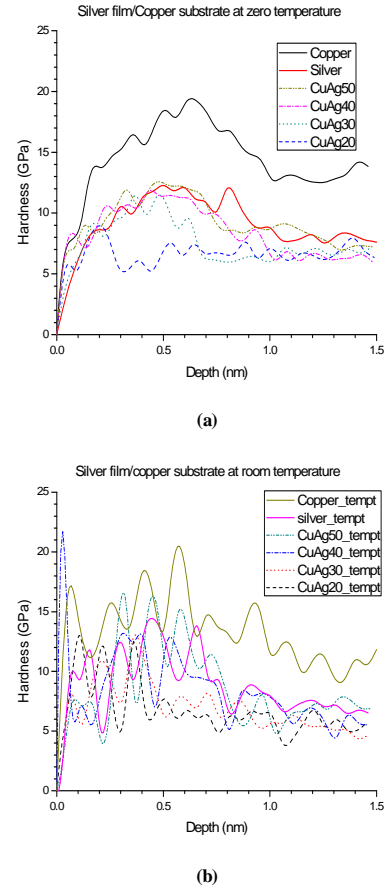 Silver film/Copper substrate at zero temperature
25
20
15
10
5
0
Hardness (GPa)
Copper
Silver
CuAg50
CuAg40
CuAg30
CuAg20
0.0 0.5 1.0 1.5
Depth (nm)
(a)
Silver film/copper substrate at room temperature
25
20
15
10
5
0
Hardness (GPa)
Copper_tempt
silver_tempt
CuAg50_tempt
CuAg40_tempt
CuAg30_tempt
CuAg20_tempt
0.0 0.5 1.0 1.5
Depth (nm)
(b)